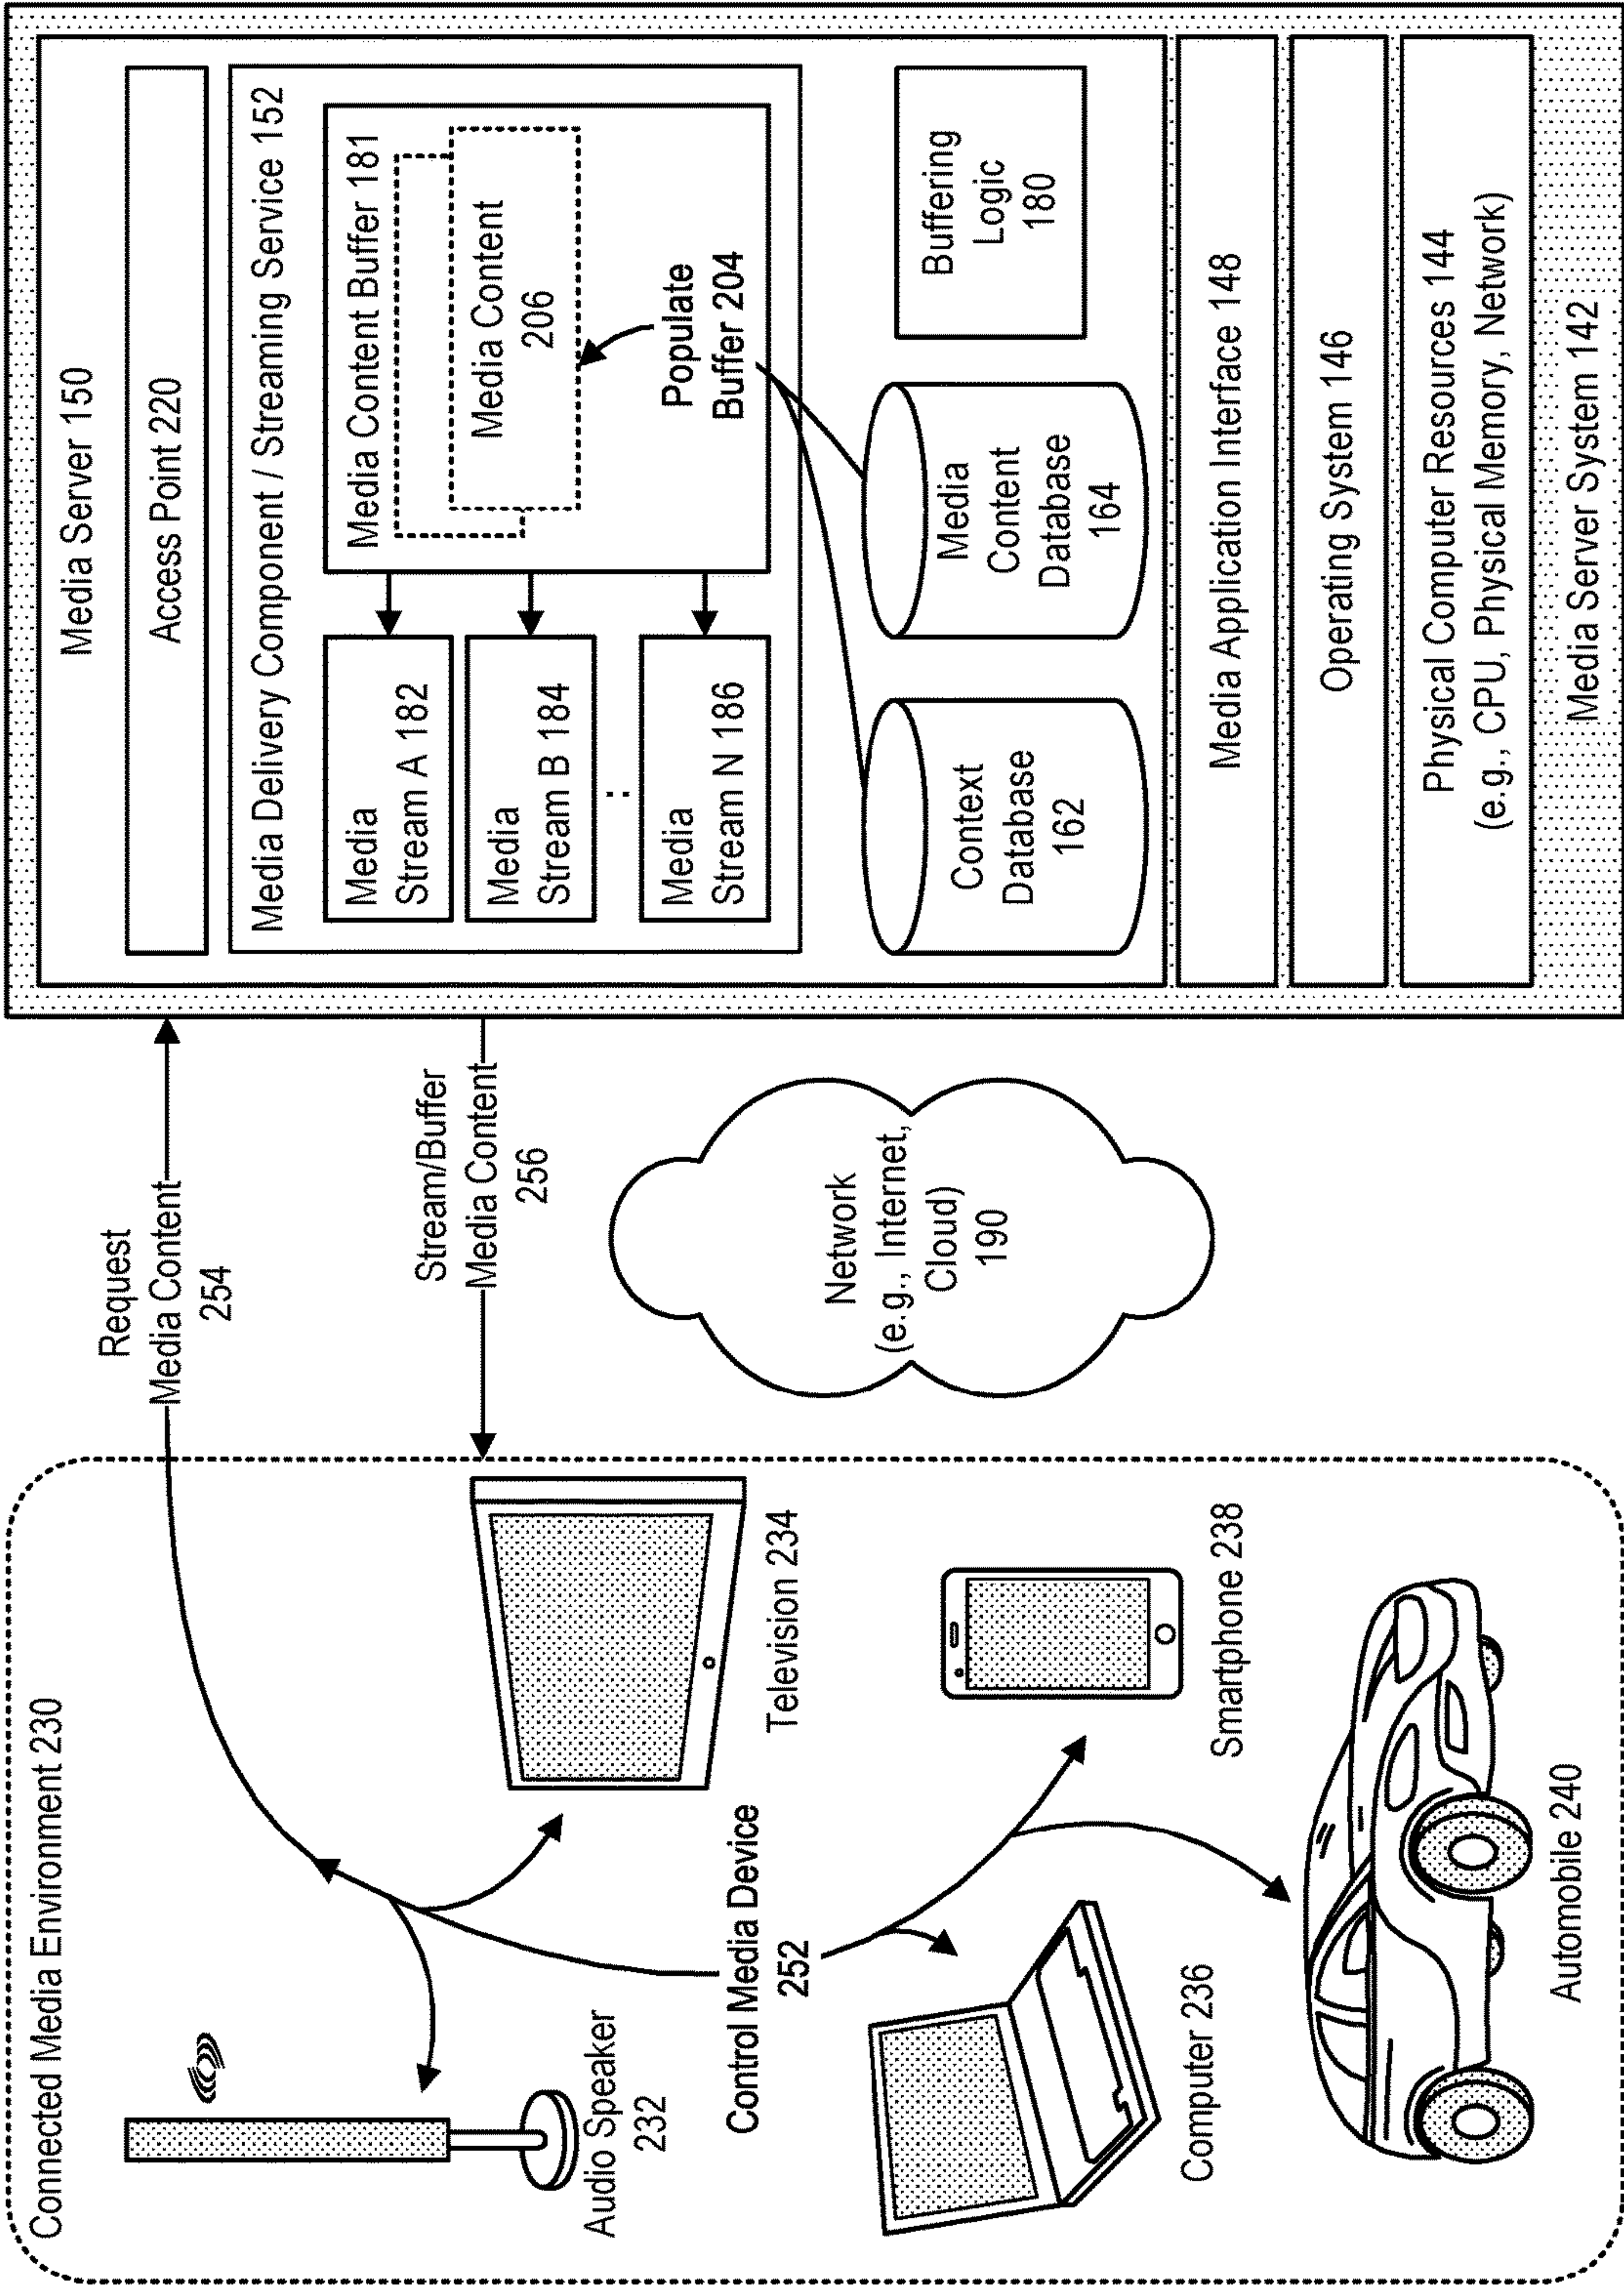 Connected Media Environment 230
Audio Speaker
232
Television 234
Control Media Device
252
Computer 236
Smartphone 238
Automobile 240
Request
Media Content
254
Stream/Buffer
Media Content
256
Network
(e.g., Internet,
Cloud)
190
Media Server 150
Access Point 220
Media Delivery Component / Streaming Service 152
Media
Stream A 182
Media
Stream B 184
:
Media
Stream N 186
Media Content Buffer 181
Media Content
206
Populate
Buffer 204
Context
Database
162
Media
Content
Database
164
Buffering
Logic
180
Media Application Interface 148
Operating System 146
Physical Computer Resources 144
(e.g., CPU, Physical Memory, Network)
Media Server System 142